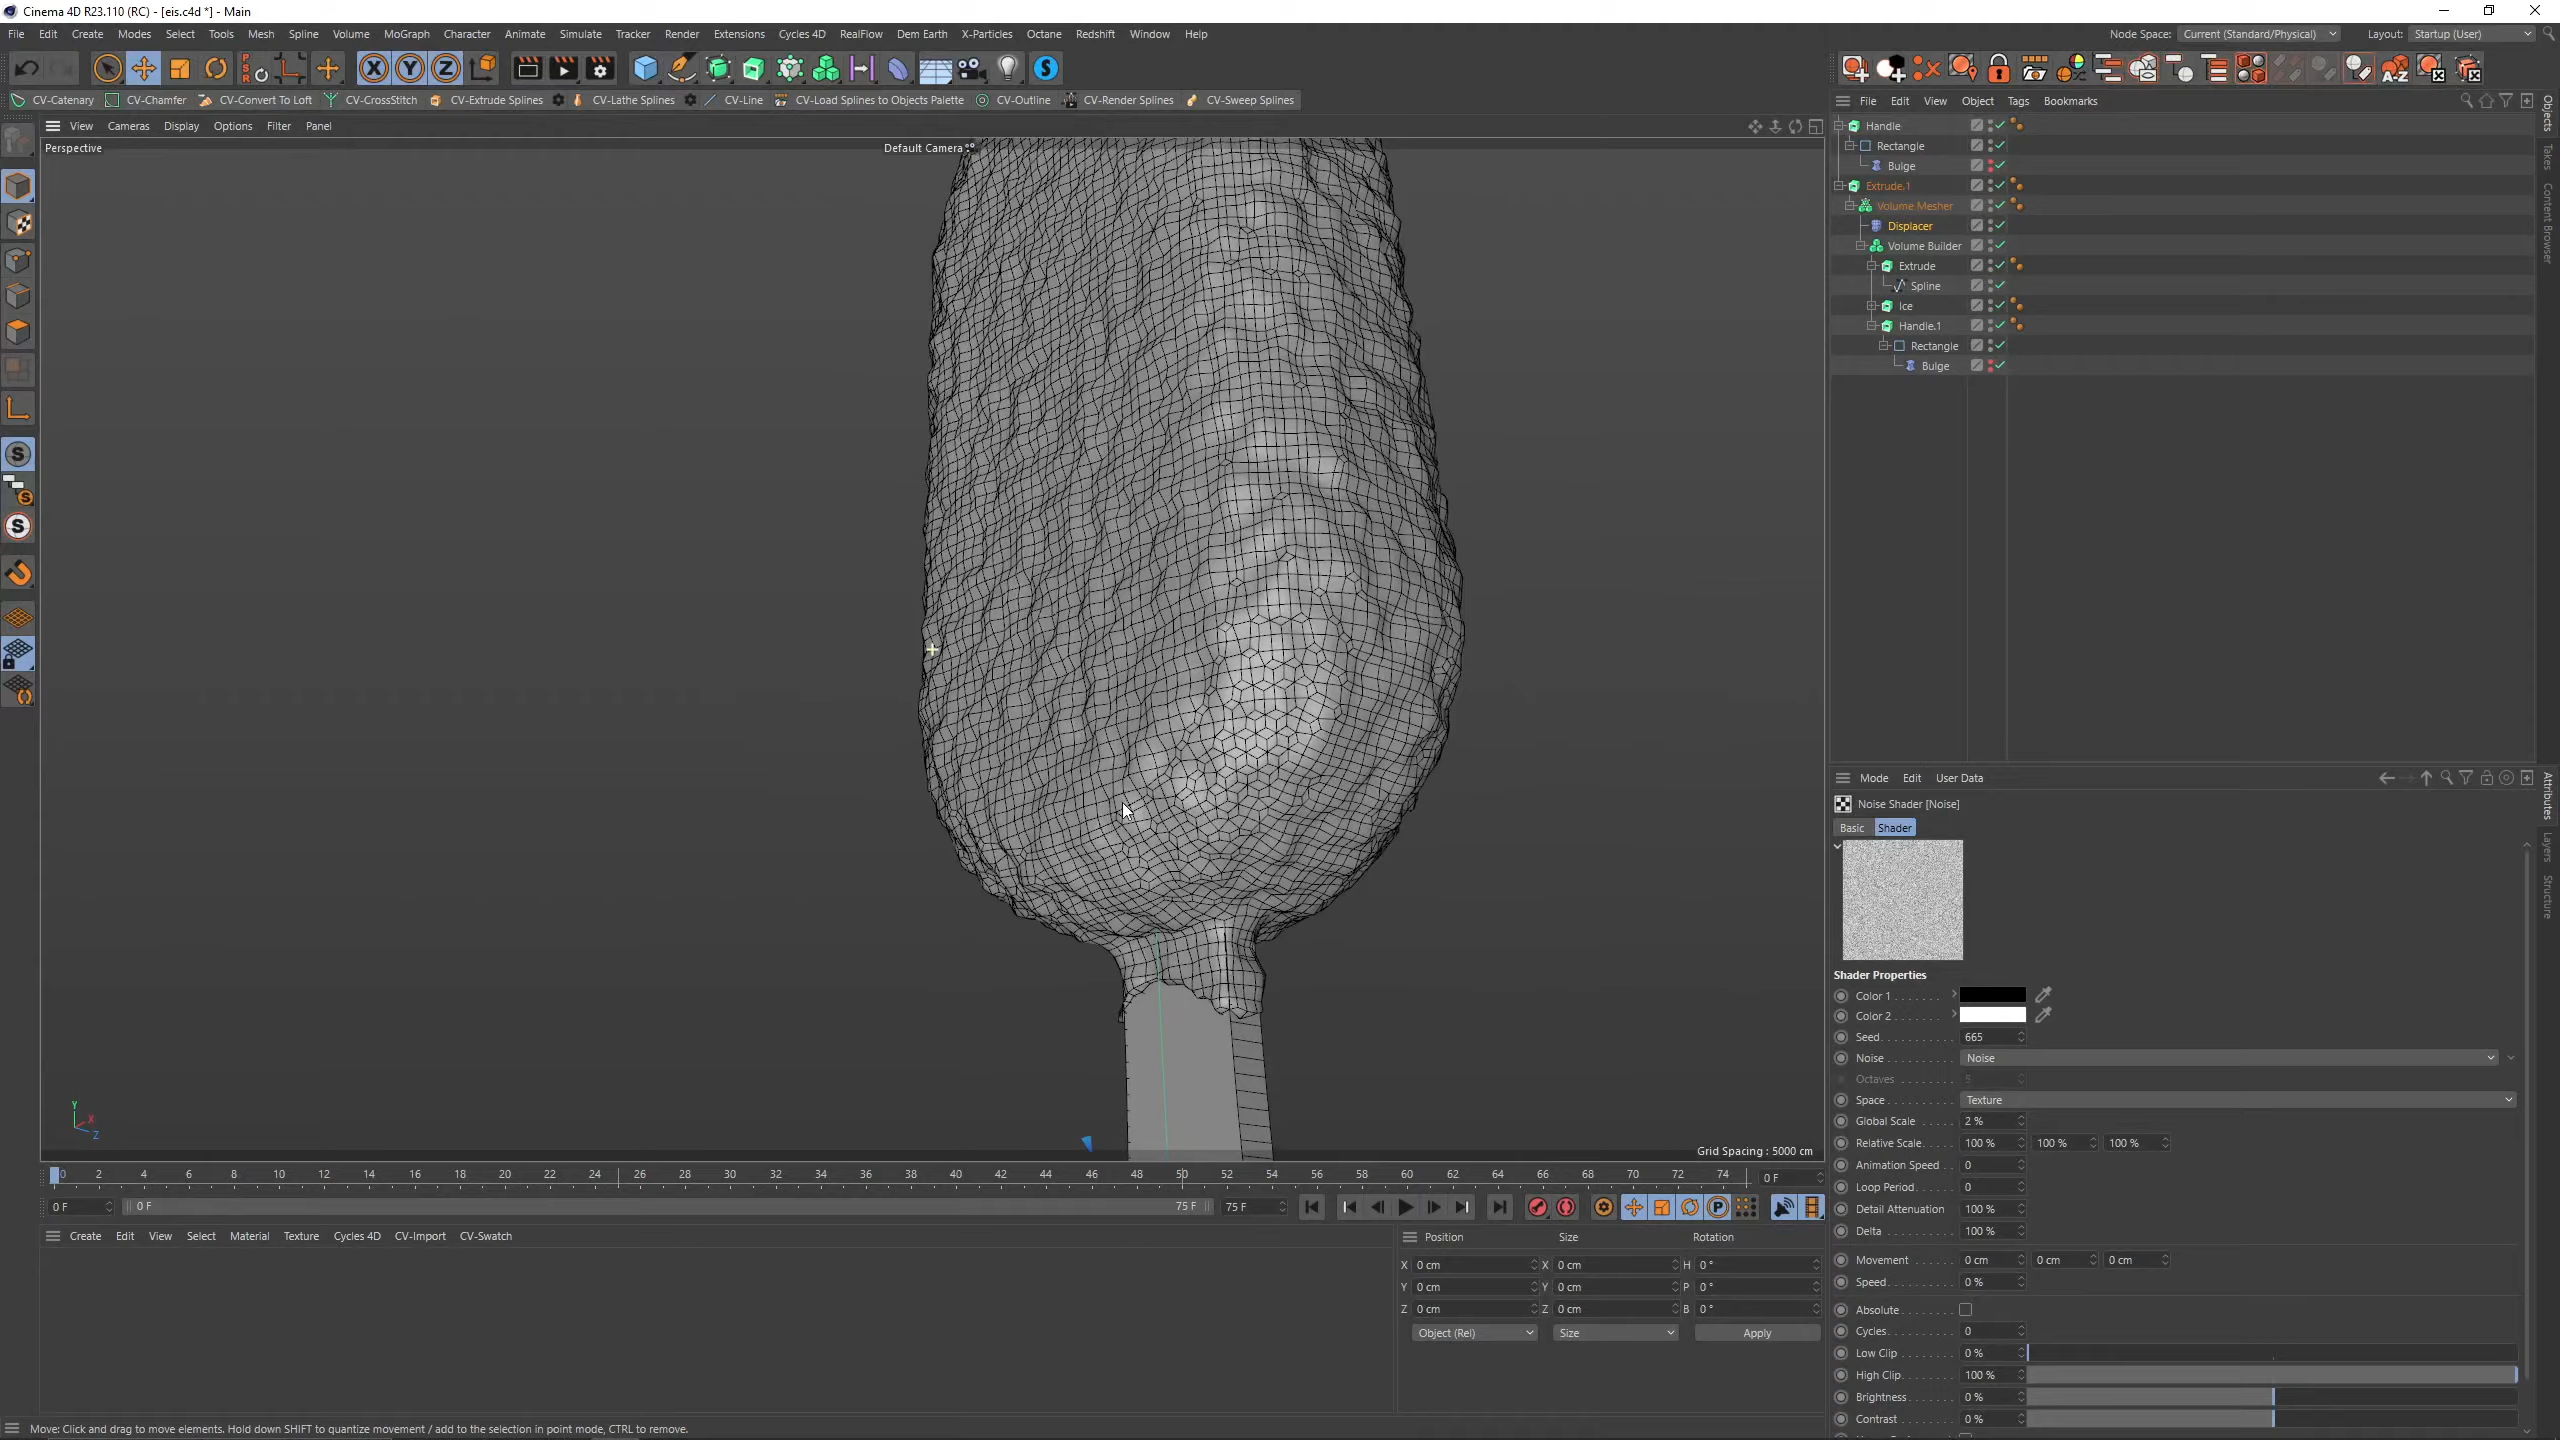 Cinema 4D R23.110 (RC) - [eis.c4d *] - Main
File Edit Create Modes Select Tools Mesh Spline Volume MoGraph Character Animate Simulate Tracker Render Extensions Cycles 4D RealFlow Dem Earth X-Particles Octane Redshift Window Help Node Space: Current (Standard/Physical) Layout: Startup (User)
CV-Catenary CV-Chamfer CV-Convert To Loft CV-CrossStitch CV-Extrude Splines CV-Lathe Splines CV-Line CV-Load Splines to Objects Palette CV-Outline CV-Render Splines CV-Sweep Splines
View Cameras Display Options Filter Panel
Perspective Default Camera
Grid Spacing : 5000 cm
Y X Z
0 2 4 6 8 10 12 14 16 18 20 22 24 26 28 30 32 34 36 38 40 42 44 46 48 50 52 54 56 58 60 62 64 66 68 70 72 74 0 F
0 F 0 F 75 F 75 F
Create Edit View Select Material Texture Cycles 4D CV-Import CV-Swatch
Position Size Rotation
X 0 cm X 0 cm H 0 °
Y 0 cm Y 0 cm P 0 °
Z 0 cm Z 0 cm B 0 °
Object (Rel) Size Apply
Move: Click and drag to move elements. Hold down SHIFT to quantize movement / add to the selection in point mode, CTRL to remove.
File Edit View Object Tags Bookmarks
Handle
Rectangle
Bulge
Extrude.1
Volume Mesher
Displacer
Volume Builder
Extrude
Spline
Ice
Handle.1
Rectangle
Bulge
Objects
Takes
Content Browser
Mode Edit User Data
Noise Shader [Noise]
Basic Shader
Shader Properties
Color 1
Color 2
Seed 665
Noise Noise
Octaves 5
Space Texture
Global Scale 2 %
Relative Scale 100 % 100 % 100 %
Animation Speed 0
Loop Period 0
Detail Attenuation 100 %
Delta 100 %
Movement 0 cm 0 cm 0 cm
Speed 0 %
Absolute
Cycles 0
Low Clip 0 %
High Clip 100 %
Brightness 0 %
Contrast 0 %
Attributes
Layers
Structure